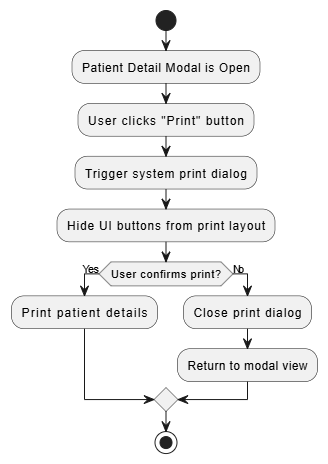 Patient Detail Modal is Open
User clicks "Print" button
Trigger system print dialog
Hide UI buttons from print layout
Yes
User confirms print?
No
Print patient details
Close print dialog
Return to modal view